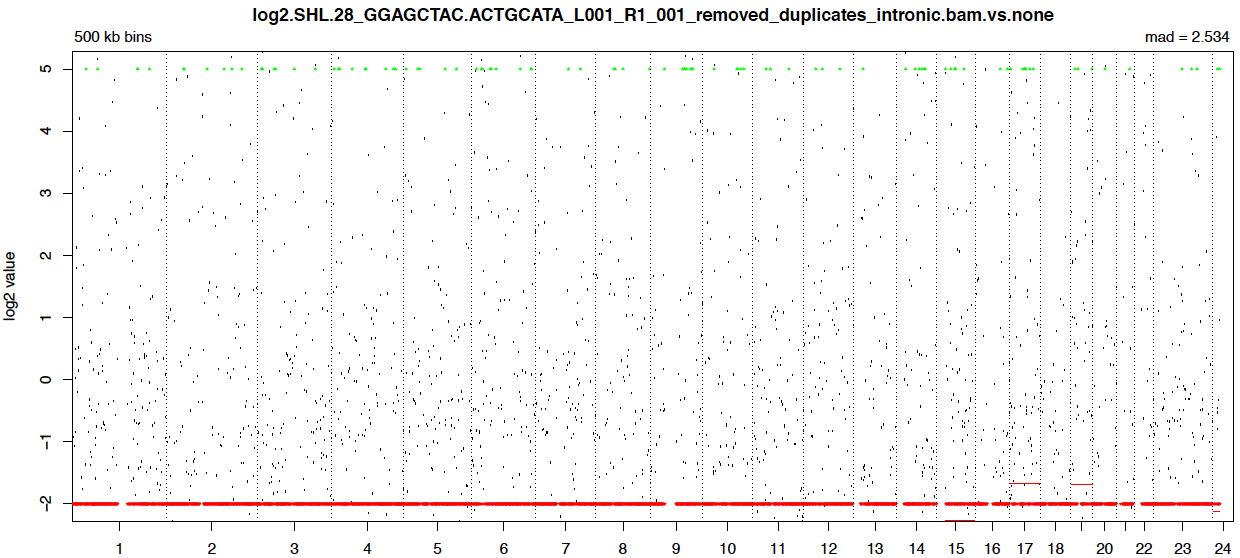 log2.SHL.28_GGAGCTAC.ACTGCATA_L001_R1_001_removed_duplicates_intronic.bam.vs.none
500 kb bins
mad = 2.534
log2 value
5
4
3
2
1
0
−1
−2
1 2 3 4 5 6 7 8 9 10 11 12 13 14 15 16 17 18 20 22 23 24